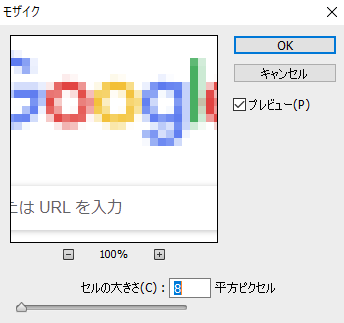 モザイク
OK
キャンセル
プレビュー(P)
Google
たは URL を入力
100%
セルの大きさ(C) : 8 平方ピクセル